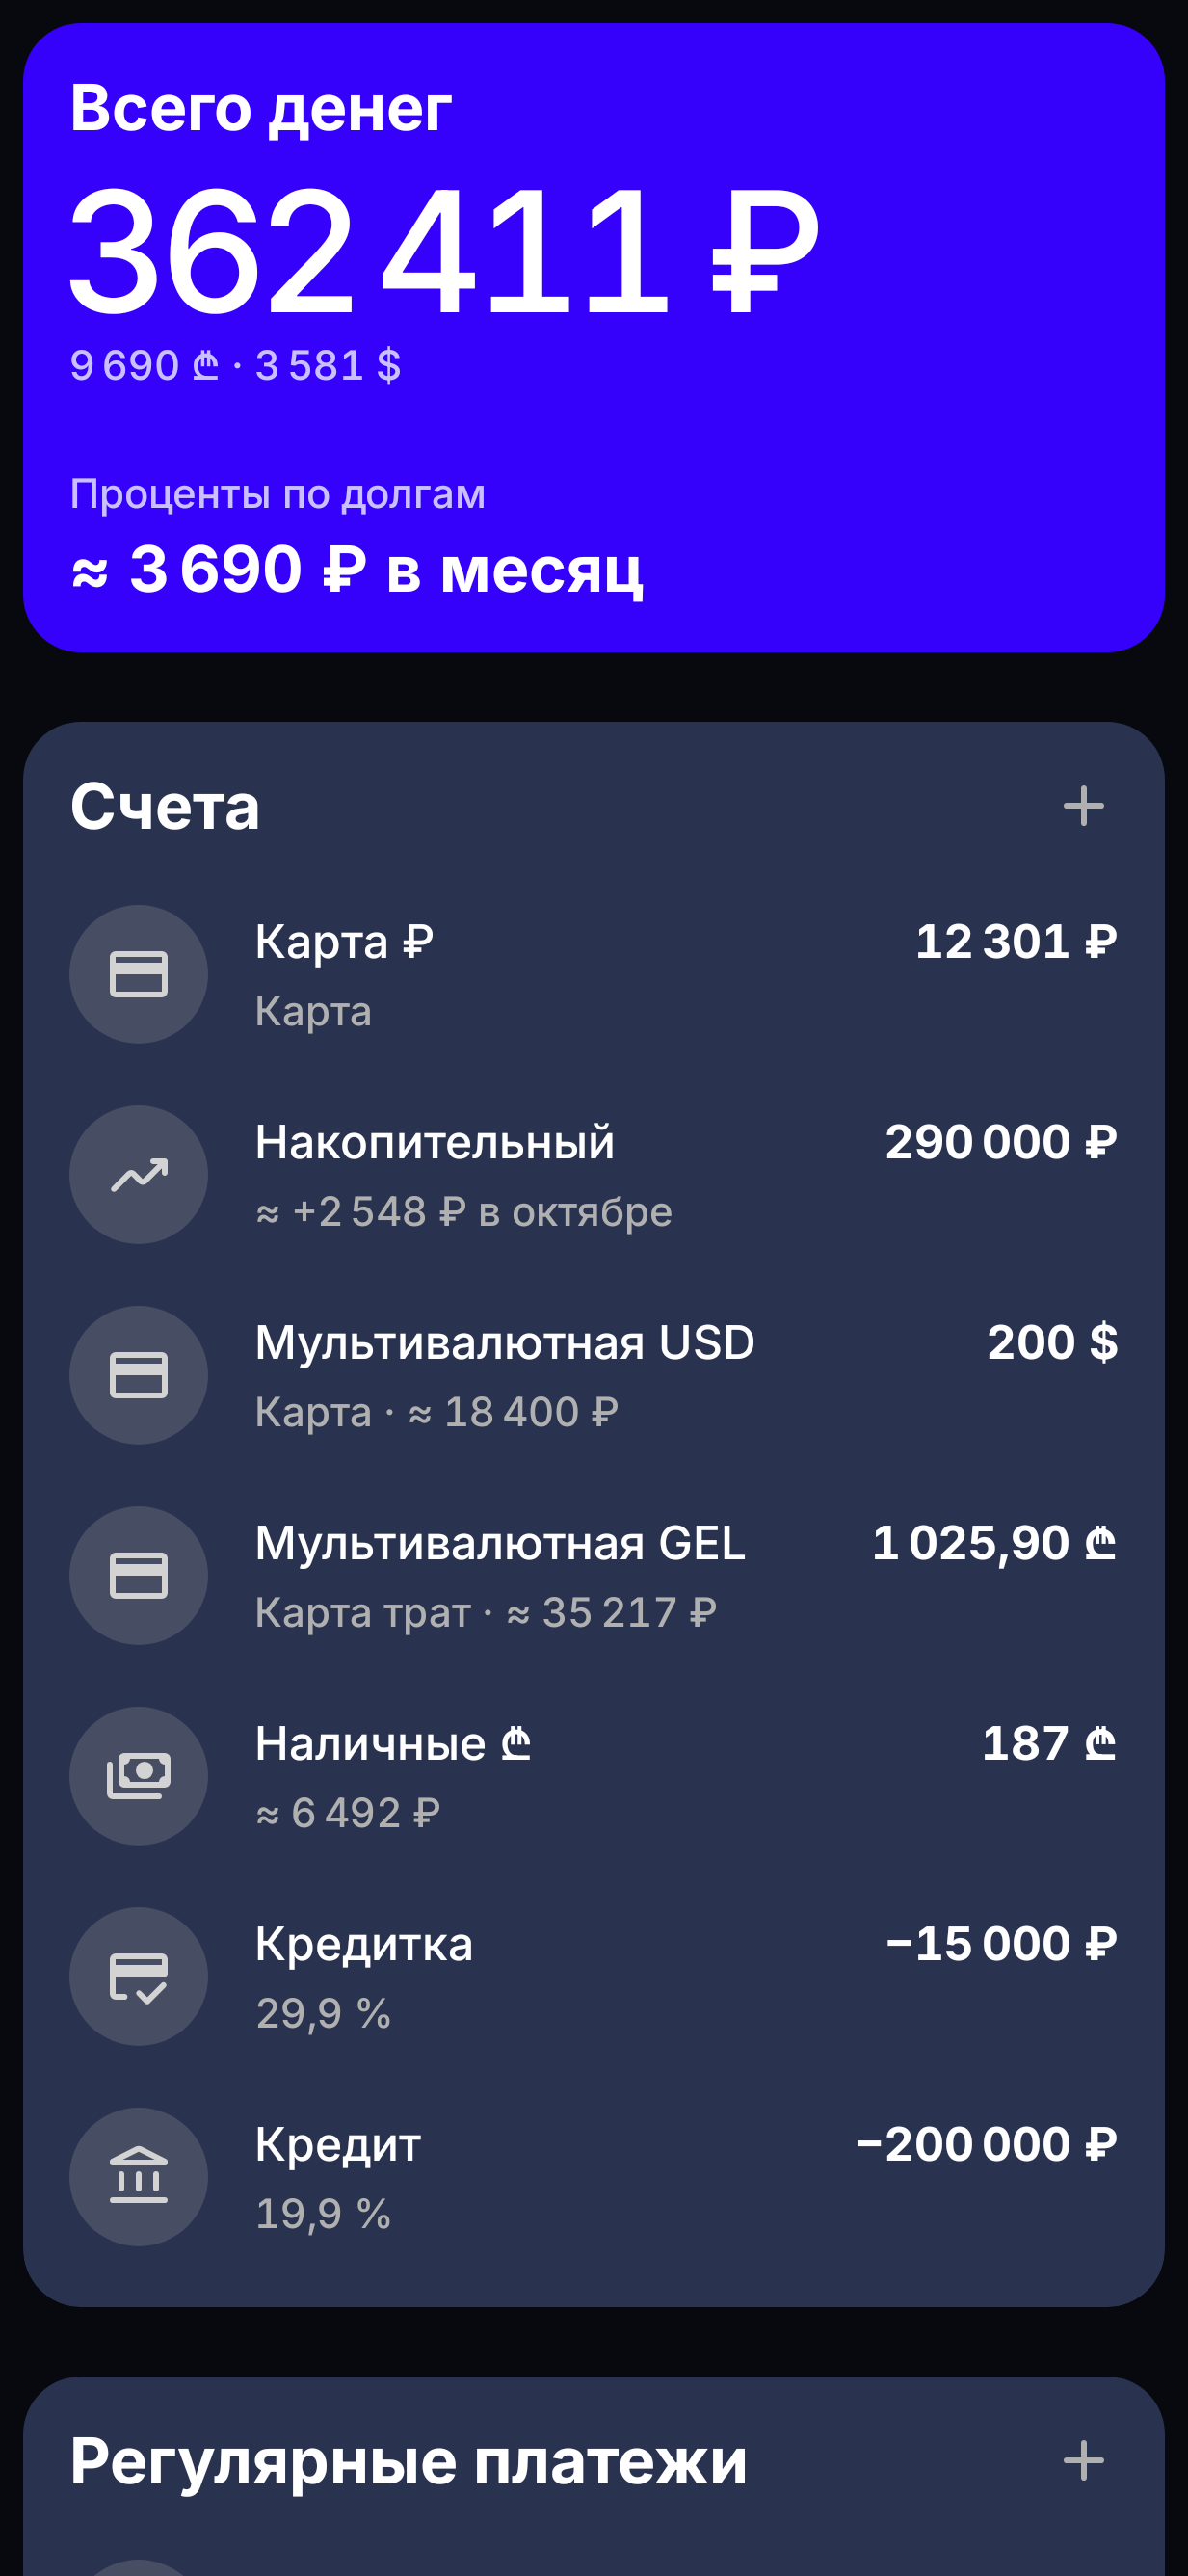 Всего денег
362 411 ₽
9 690 ₾ · 3 581 $
Проценты по долгам
≈ 3 690 ₽ в месяц
Счета
Карта ₽
12 301 ₽
Карта
Накопительный
290 000 ₽
≈ +2 548 ₽ в октябре
Мультивалютная USD
200 $
Карта · ≈ 18 400 ₽
Мультивалютная GEL
1 025,90 ₾
Карта трат · ≈ 35 217 ₽
Наличные ₾
187 ₾
≈ 6 492 ₽
Кредитка
−15 000 ₽
29,9 %
Кредит
−200 000 ₽
19,9 %
Регулярные платежи